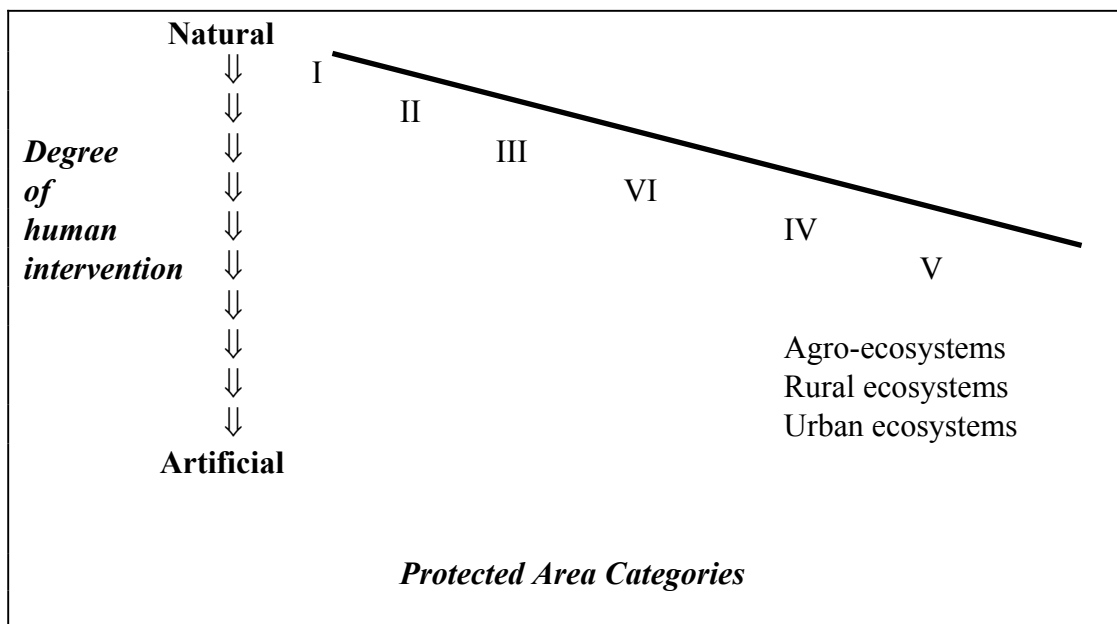 Natural
I
II
Degree
III
of
VI
human
IV
intervention
V
Agro-ecosystems
Rural ecosystems
Urban ecosystems
Artificial
Protected Area Categories